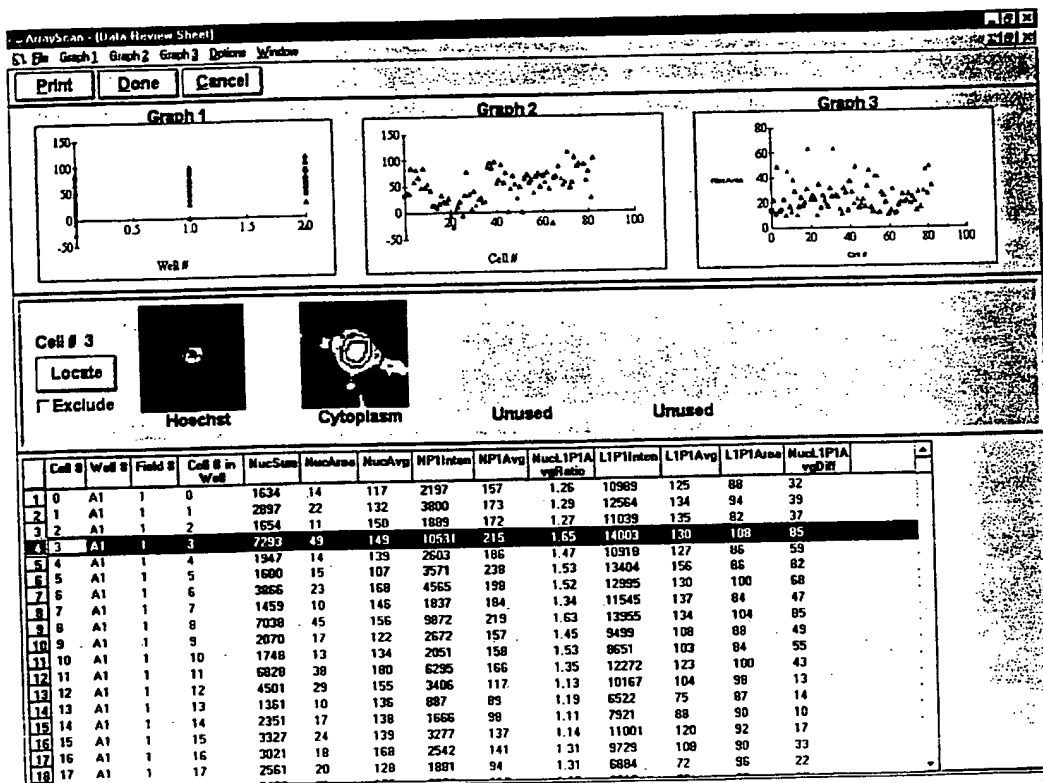 ArrayScan - [Data Review Sheet]
File Graph 1 Graph 2 Graph 3 Options Window
Print Done Cancel
Graph 1 Graph 2 Graph 3
150 100 50 0 -50
0.5 1.0 1.5 2.0
Well #
150 100 50 0 -50
20 40 60 80 100
Cell #
80 60 40 20 0
0 20 40 60 80 100
Cell #
Cell # 3
Locate
Exclude
Hoechst Cytoplasm Unused Unused
Cell # Well # Field # Cell # in Well NucSum NucArea NucAvg NP1Inten NP1Avg NucL1P1AvgRatio L1P1Inten L1P1Avg L1P1Area NucL1P1AvgDiff
1 0 A1 1 0 1634 14 117 2197 157 1.26 10989 125 88 32
2 1 A1 1 1 2897 22 132 3800 173 1.29 12564 134 94 39
3 2 A1 1 2 1654 11 150 1889 172 1.27 11039 135 82 37
4 3 A1 1 3 7293 49 149 10531 215 1.65 14003 130 108 85
5 4 A1 1 4 1947 14 139 2603 186 1.47 10918 127 86 59
6 5 A1 1 5 1600 15 107 3571 238 1.53 13404 156 86 82
7 6 A1 1 6 3866 23 168 4565 198 1.52 12995 130 100 68
8 7 A1 1 7 1459 10 146 1837 184 1.34 11545 137 84 47
9 8 A1 1 8 7038 45 156 9872 219 1.63 13955 134 104 85
10 9 A1 1 9 2070 17 122 2672 157 1.45 9499 108 88 49
11 10 A1 1 10 1748 13 134 2051 158 1.53 8651 103 84 55
12 11 A1 1 11 6828 38 180 6295 166 1.35 12272 123 100 43
13 12 A1 1 12 4501 29 155 3406 117 1.13 10167 104 98 13
14 13 A1 1 13 1361 10 136 887 89 1.19 6522 75 87 14
15 14 A1 1 14 2351 17 138 1666 98 1.11 7921 88 90 10
16 15 A1 1 15 3327 24 139 3277 137 1.14 11001 120 92 17
17 16 A1 1 16 3021 18 168 2542 141 1.31 9729 108 90 33
18 17 A1 1 17 2561 20 128 1881 94 1.31 6884 72 96 22